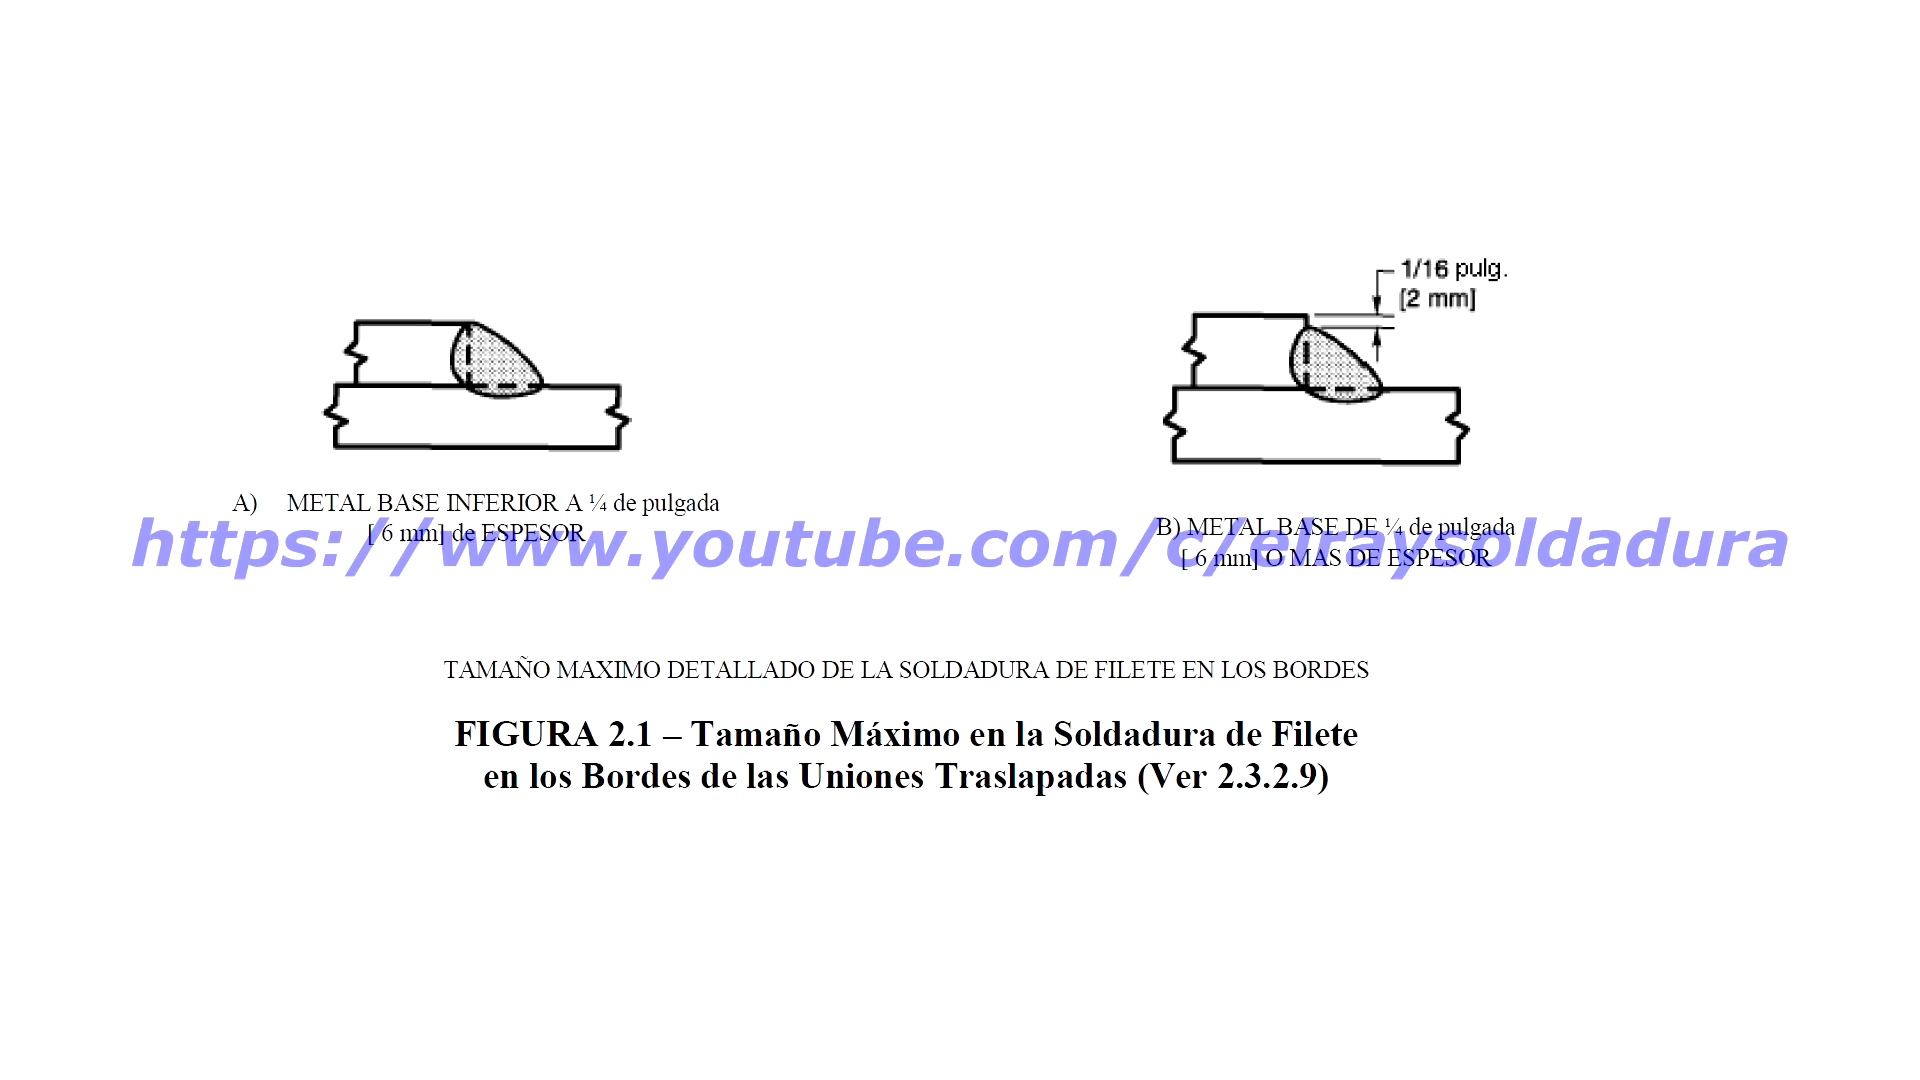 1/16 pulg.
[2 mm]
A) METAL BASE INFERIOR A ¼ de pulgada
[ 6 mm] de ESPESOR
B) METAL BASE DE ¼ de pulgada
[ 6 mm] O MAS DE ESPESOR
https://www.youtube.com/c/elraysoldadura
TAMAÑO MAXIMO DETALLADO DE LA SOLDADURA DE FILETE EN LOS BORDES
FIGURA 2.1 – Tamaño Máximo en la Soldadura de Filete
en los Bordes de las Uniones Traslapadas (Ver 2.3.2.9)